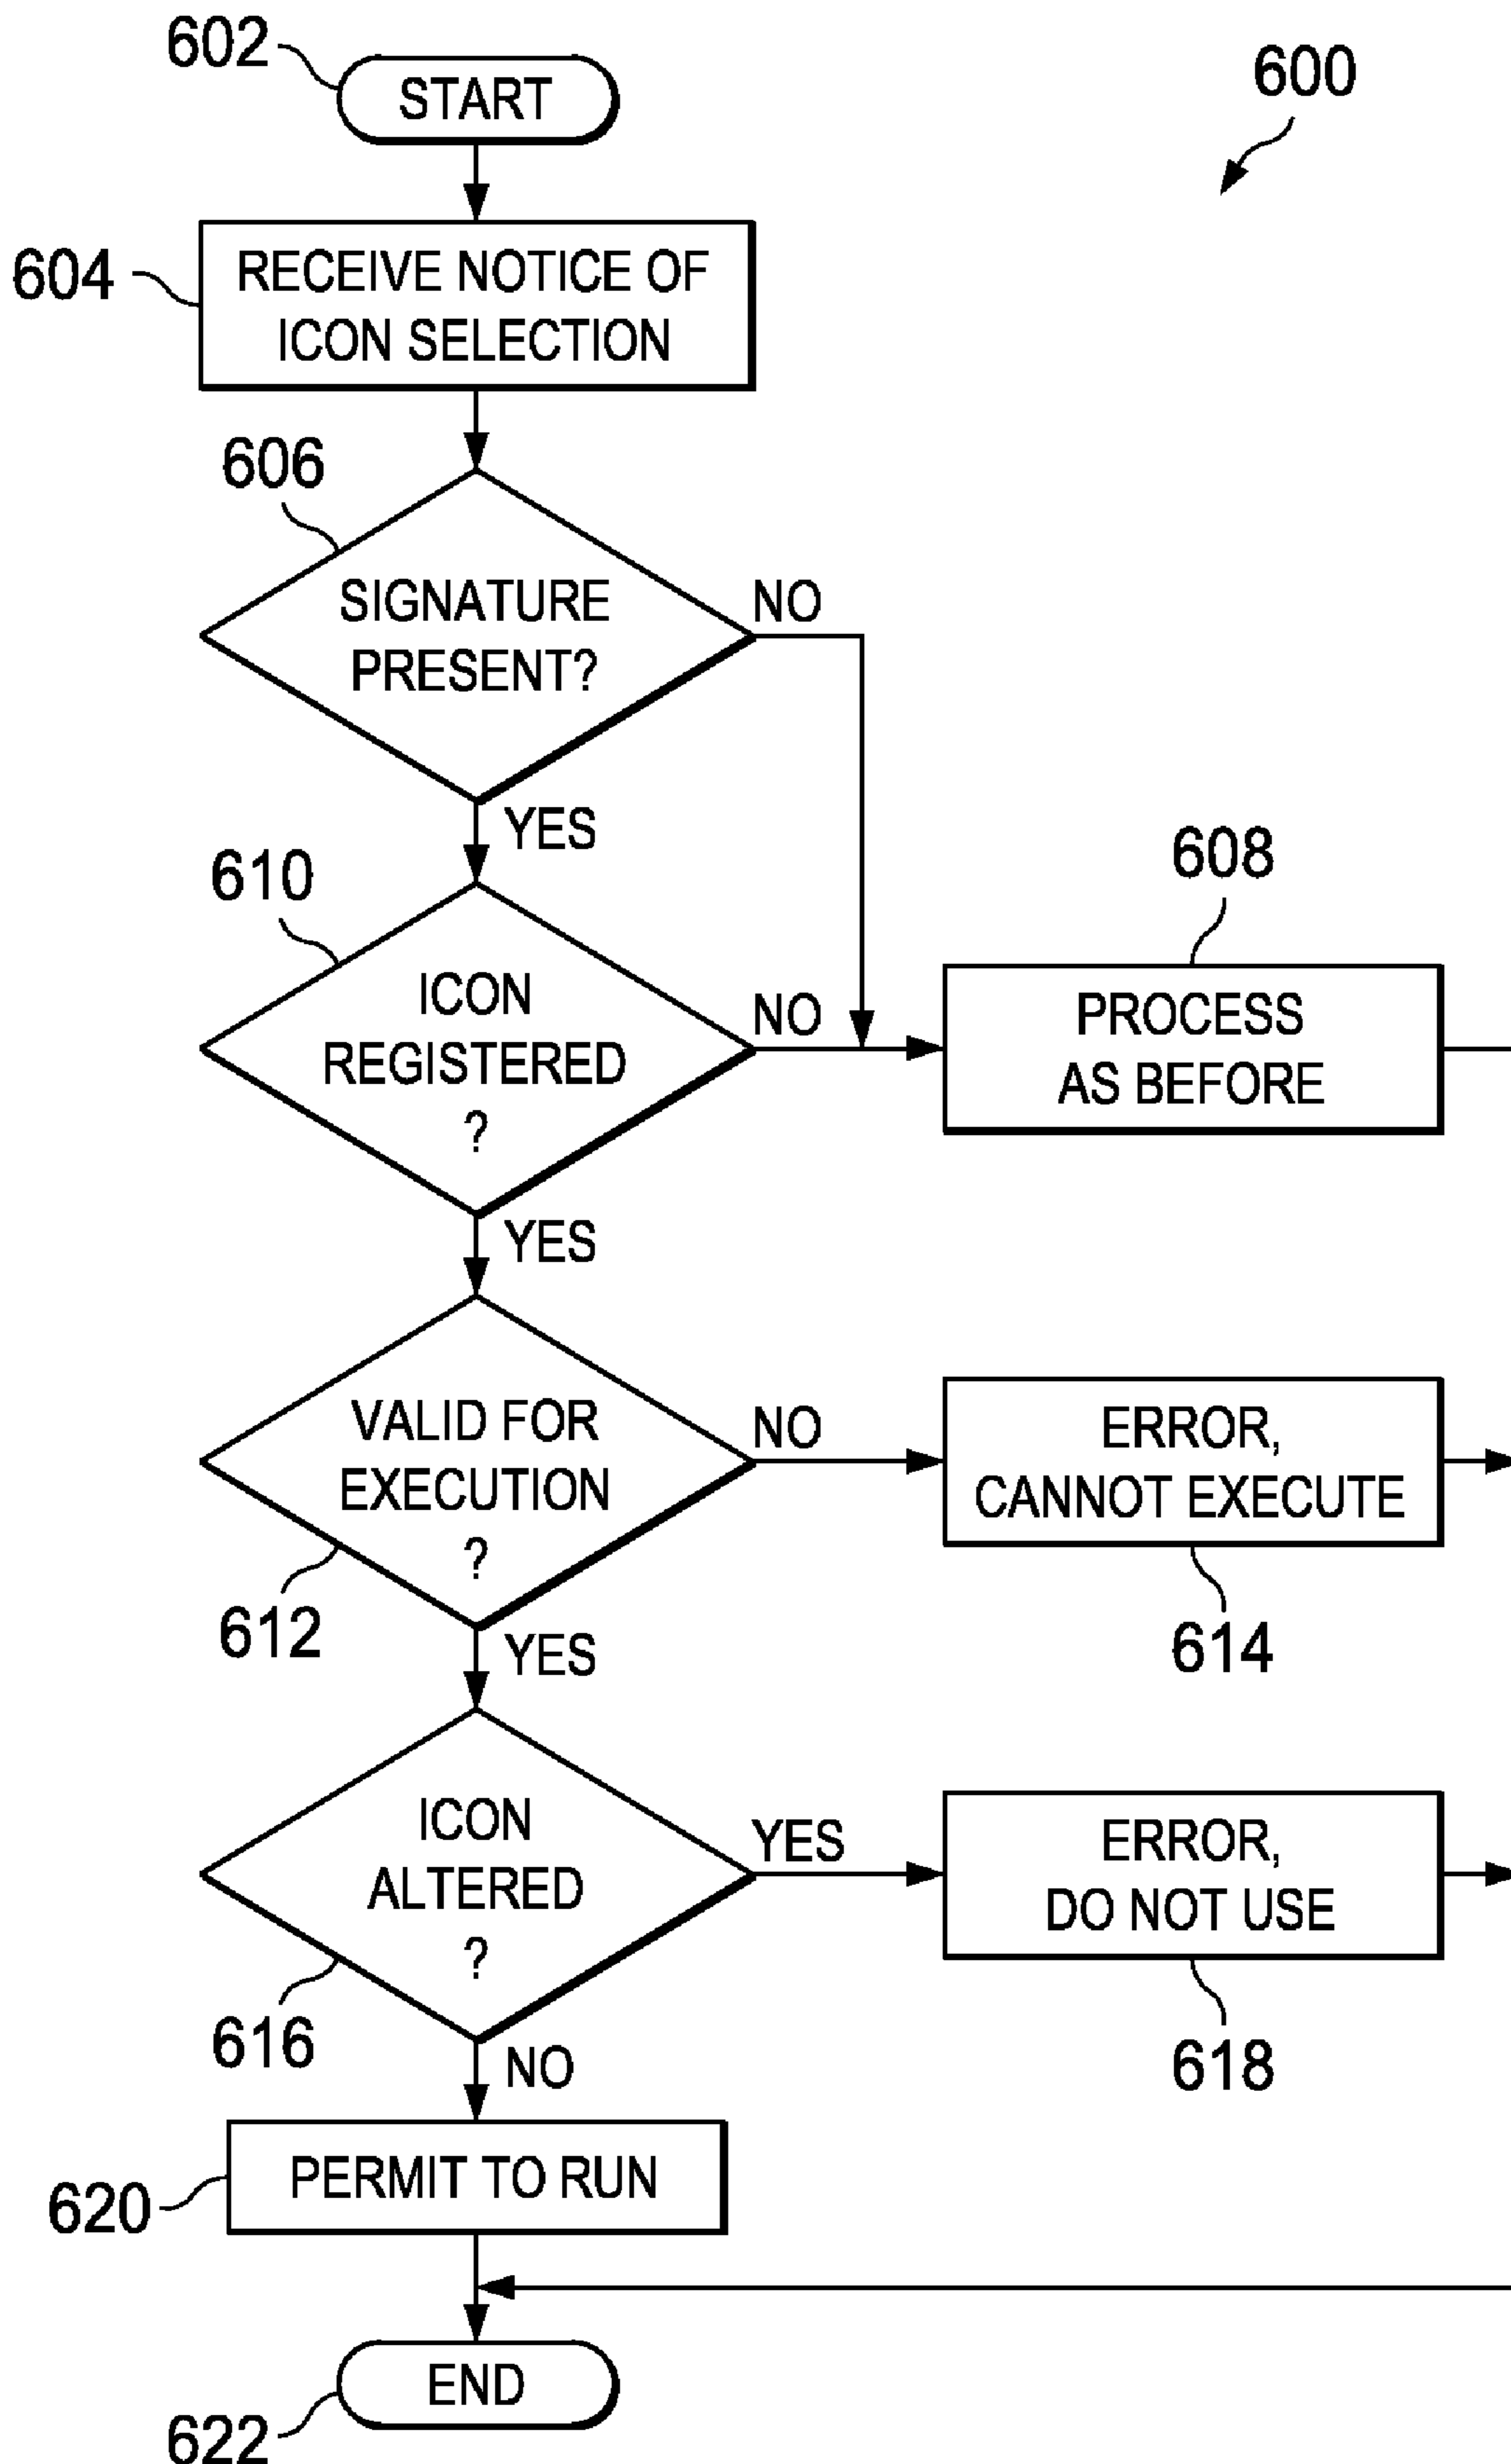 602
START
600
604
RECEIVE NOTICE OF
ICON SELECTION
606
SIGNATURE
PRESENT?
NO
YES
610
ICON
REGISTERED
?
NO
608
PROCESS
AS BEFORE
YES
VALID FOR
EXECUTION
?
NO
612
ERROR,
CANNOT EXECUTE
614
YES
ICON
ALTERED
?
YES
616
ERROR,
DO NOT USE
618
NO
PERMIT TO RUN
620
END
622